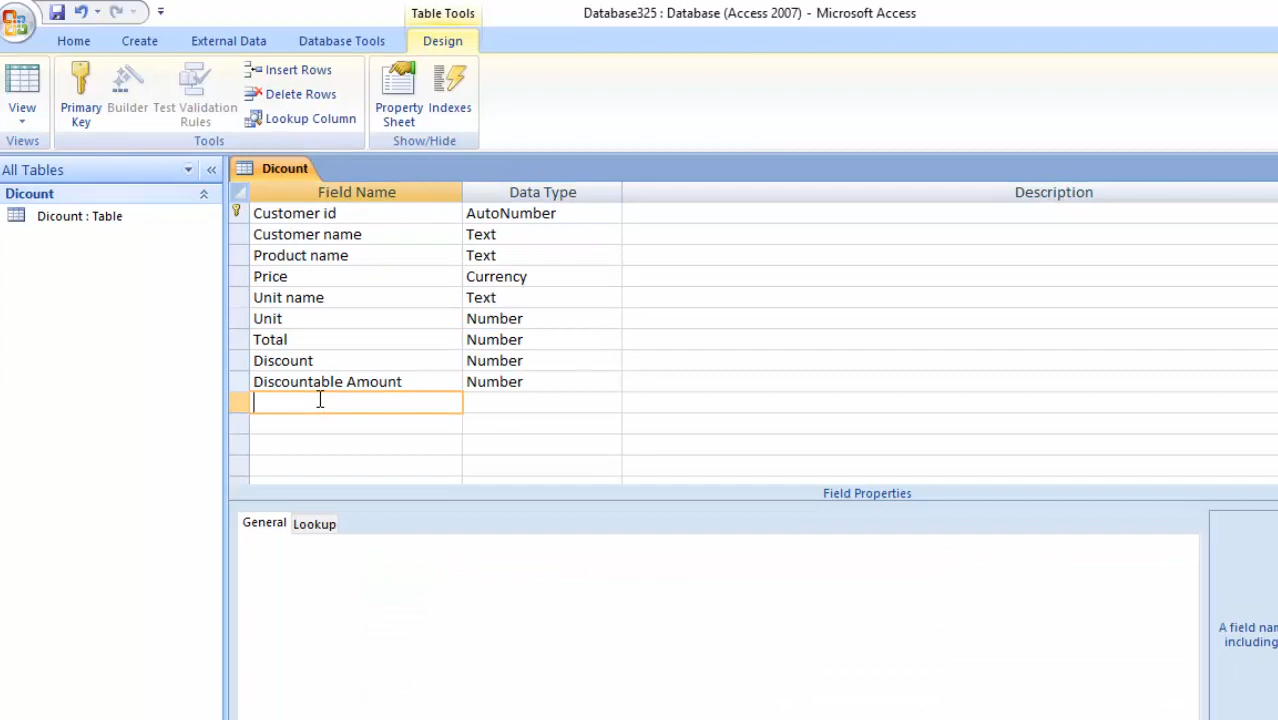 Table Tools
Database325 : Database (Access 2007) - Microsoft Access
Home Create External Data Database Tools Design
View
Primary Key
Builder
Test Validation Rules
Insert Rows
Delete Rows
Lookup Column
Property Sheet
Indexes
Views Tools Show/Hide
All Tables
Dicount
Dicount : Table
Dicount
Field Name Data Type Description
Customer id AutoNumber
Customer name Text
Product name Text
Price Currency
Unit name Text
Unit Number
Total Number
Discount Number
Discountable Amount Number
Field Properties
General Lookup
A field nam
including